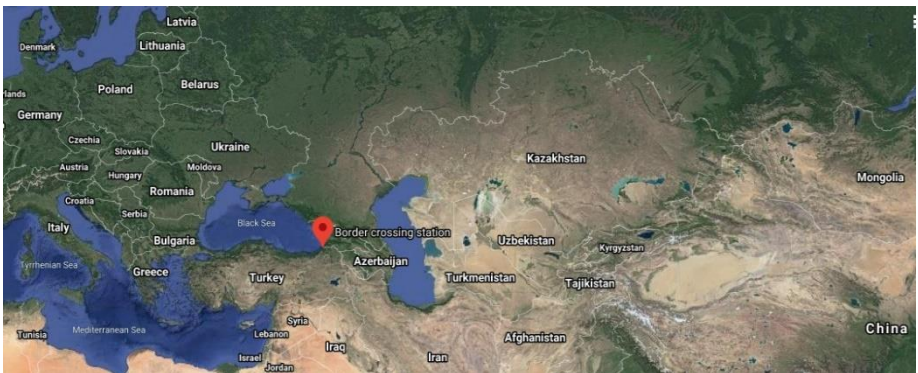 Latvia
Denmark
Lithuania
Belarus
Poland
Germany
Ukraine
Czechia
Slovakia
Kazakhstan
Austria
Hungary
Moldova
Mongolia
Romania
Croatia
Serbia
Italy
Black Sea
Border crossing station
Bulgaria
Uzbekistan
Kyrgyzstan
Azerbaijan
Tyrrhenian Sea
Greece
Turkey
Turkmenistan
Tajikistan
Syria
Tunisia
Mediterranean Sea
Lebanon
Afghanistan
China
Iraq
Israel
Iran
Jordan